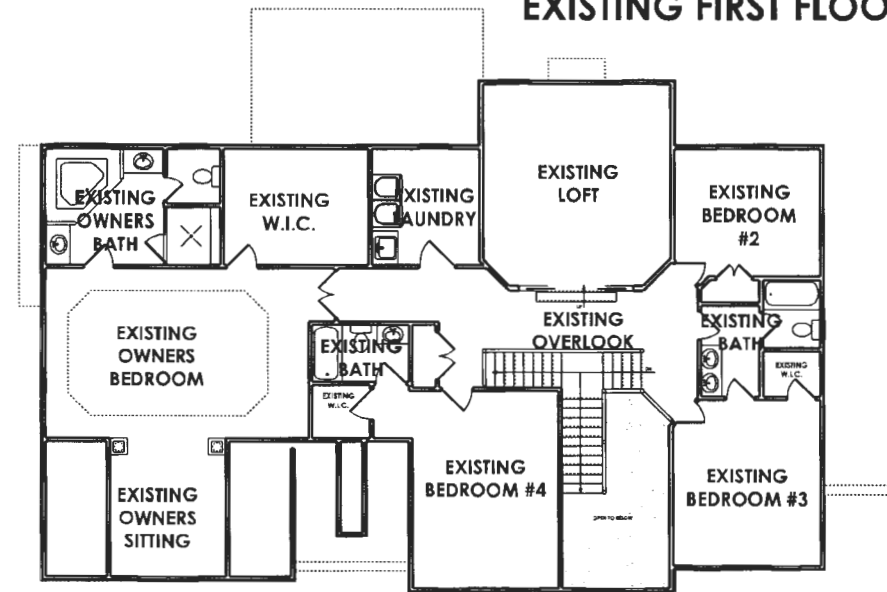 EXISTING FIRST FLOO
EXISTING
OWNERS
BATH
EXISTING
W.I.C.
XISTING
LAUNDRY
EXISTING
LOFT
EXISTING
BEDROOM
#2
EXISTING
OWNERS
BEDROOM
EXISTING
BATH
EXISTING
W.I.C.
EXISTING
OVERLOOK
EXISTING
BATH
EXISTING
W.I.C.
EXISTING
OWNERS
SITTING
EXISTING
BEDROOM #4
OPEN TO BELOW
EXISTING
BEDROOM #3